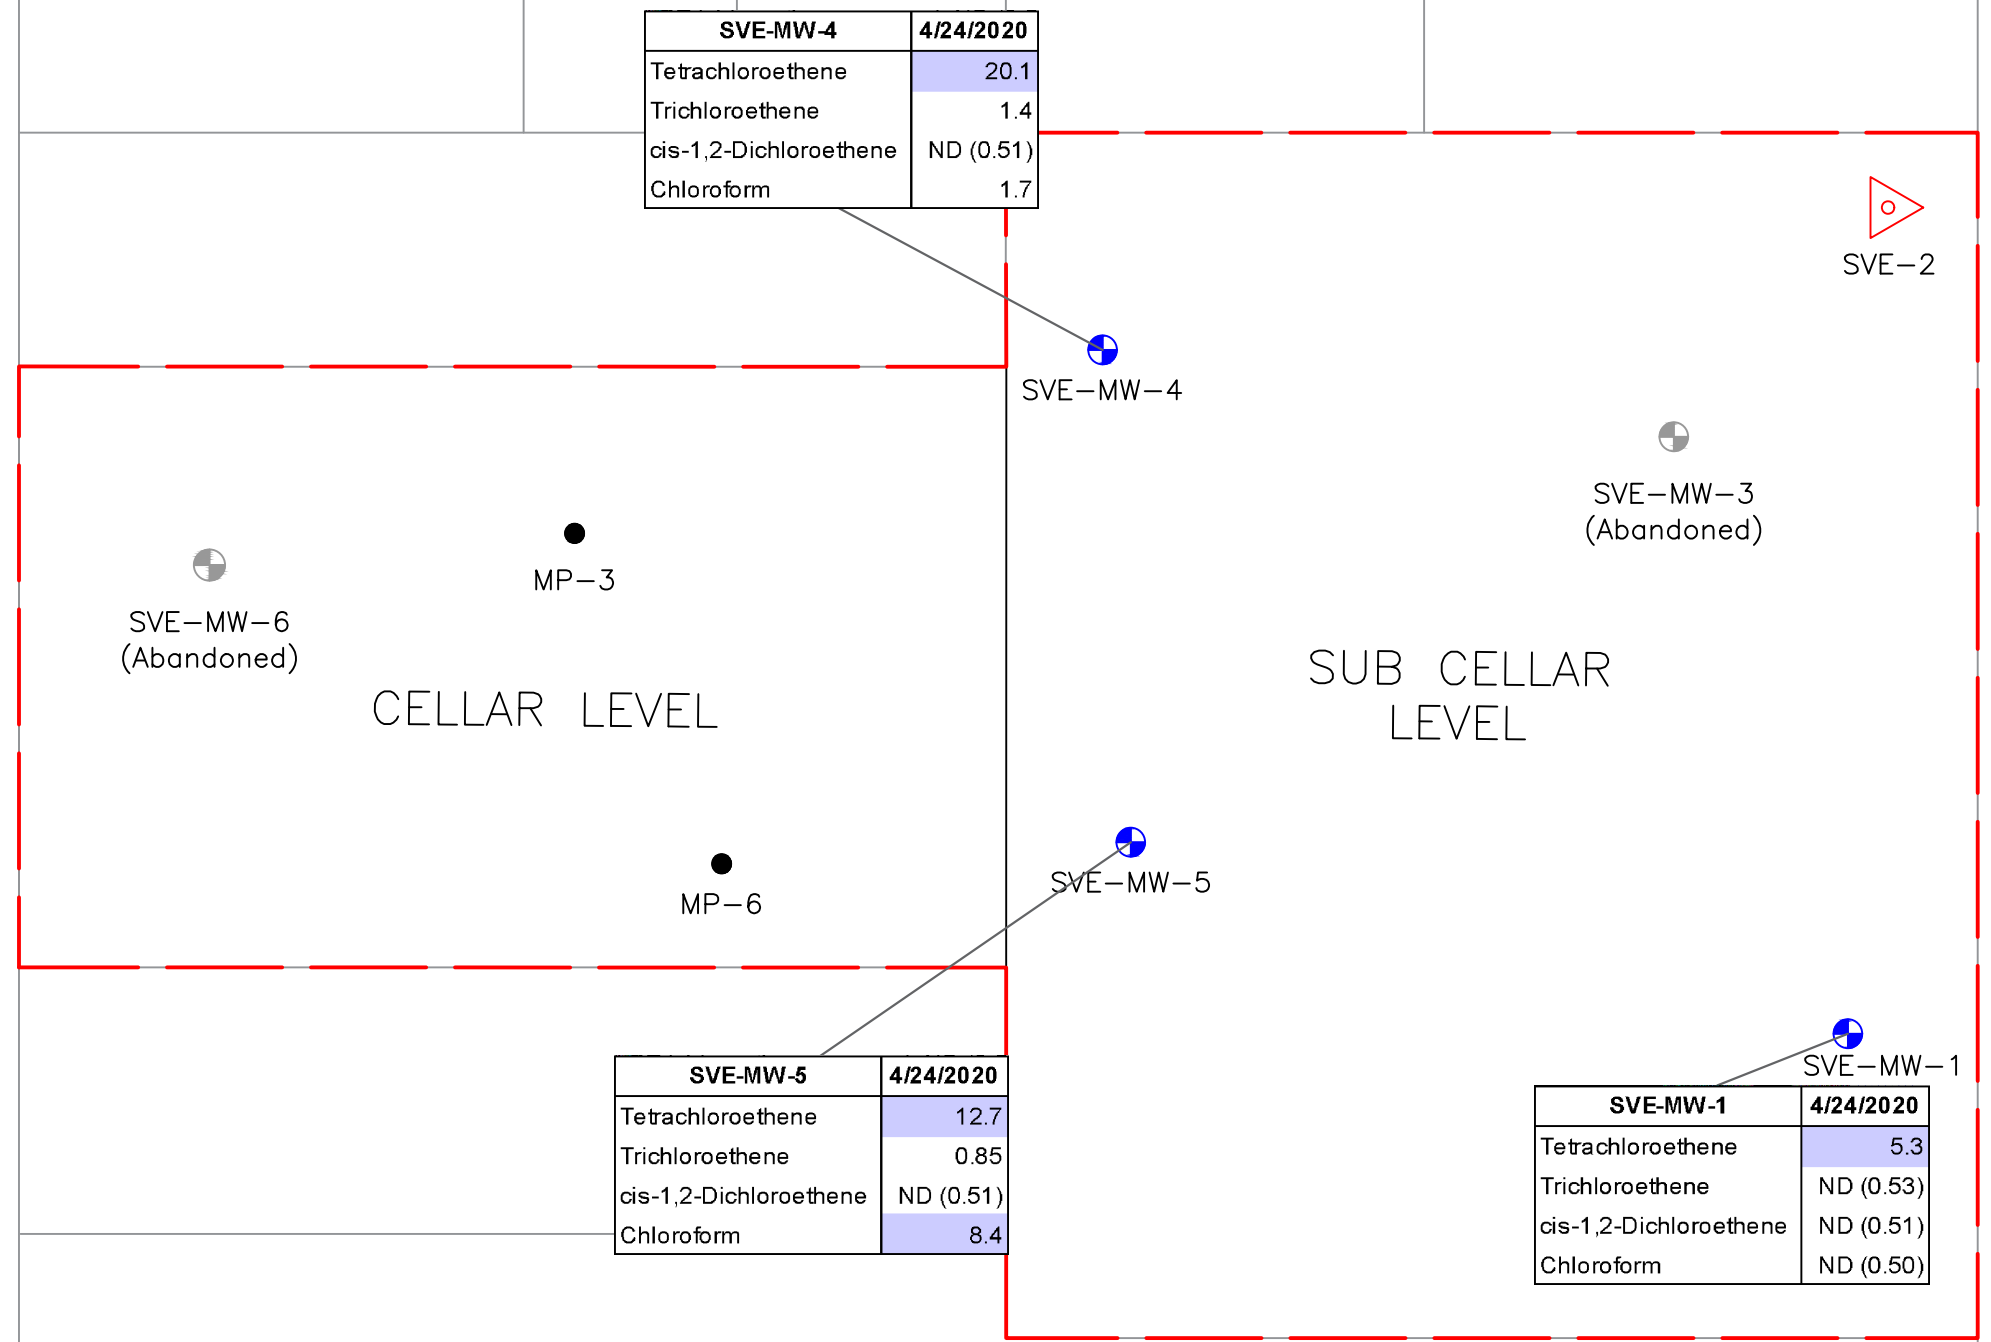 SVE-MW-4 4/24/2020
Tetrachloroethene 20.1
Trichloroethene 1.4
cis-1,2-Dichloroethene ND (0.51)
Chloroform 1.7
SVE-2
SVE-MW-4
SVE-MW-3
(Abandoned)
MP-3
SVE-MW-6
(Abandoned)
CELLAR LEVEL
SUB CELLAR
LEVEL
MP-6
SVE-MW-5
SVE-MW-1
SVE-MW-5 4/24/2020
Tetrachloroethene 12.7
Trichloroethene 0.85
cis-1,2-Dichloroethene ND (0.51)
Chloroform 8.4
SVE-MW-1 4/24/2020
Tetrachloroethene 5.3
Trichloroethene ND (0.53)
cis-1,2-Dichloroethene ND (0.51)
Chloroform ND (0.50)